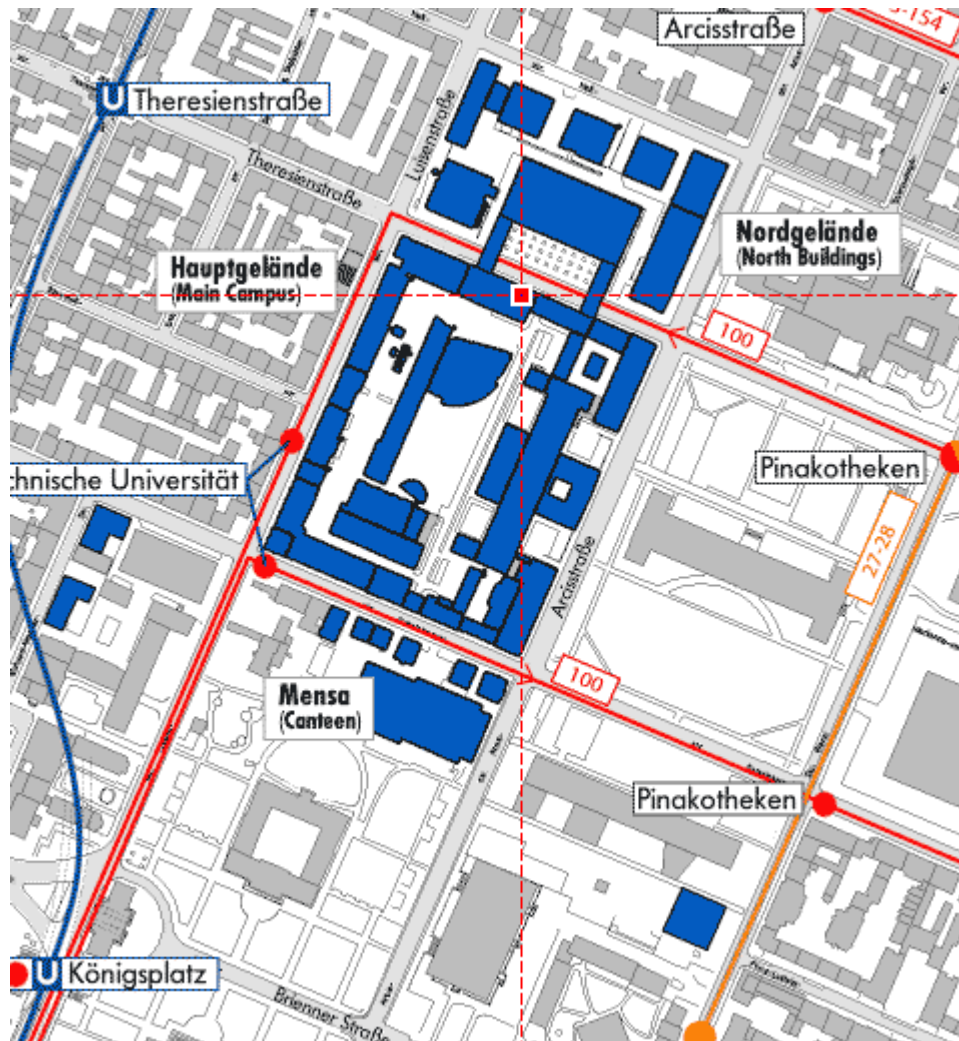 Arcisstraße
3-154
U Theresienstraße
Luisenstraße
Theresienstraße
Nordgelände
(North Buildings)
Hauptgelände
(Main Campus)
100
Pinakotheken
chnische Universität
27-28
Arcisstraße
Mensa
(Canteen)
100
Pinakotheken
U Königsplatz
Brienner Straße